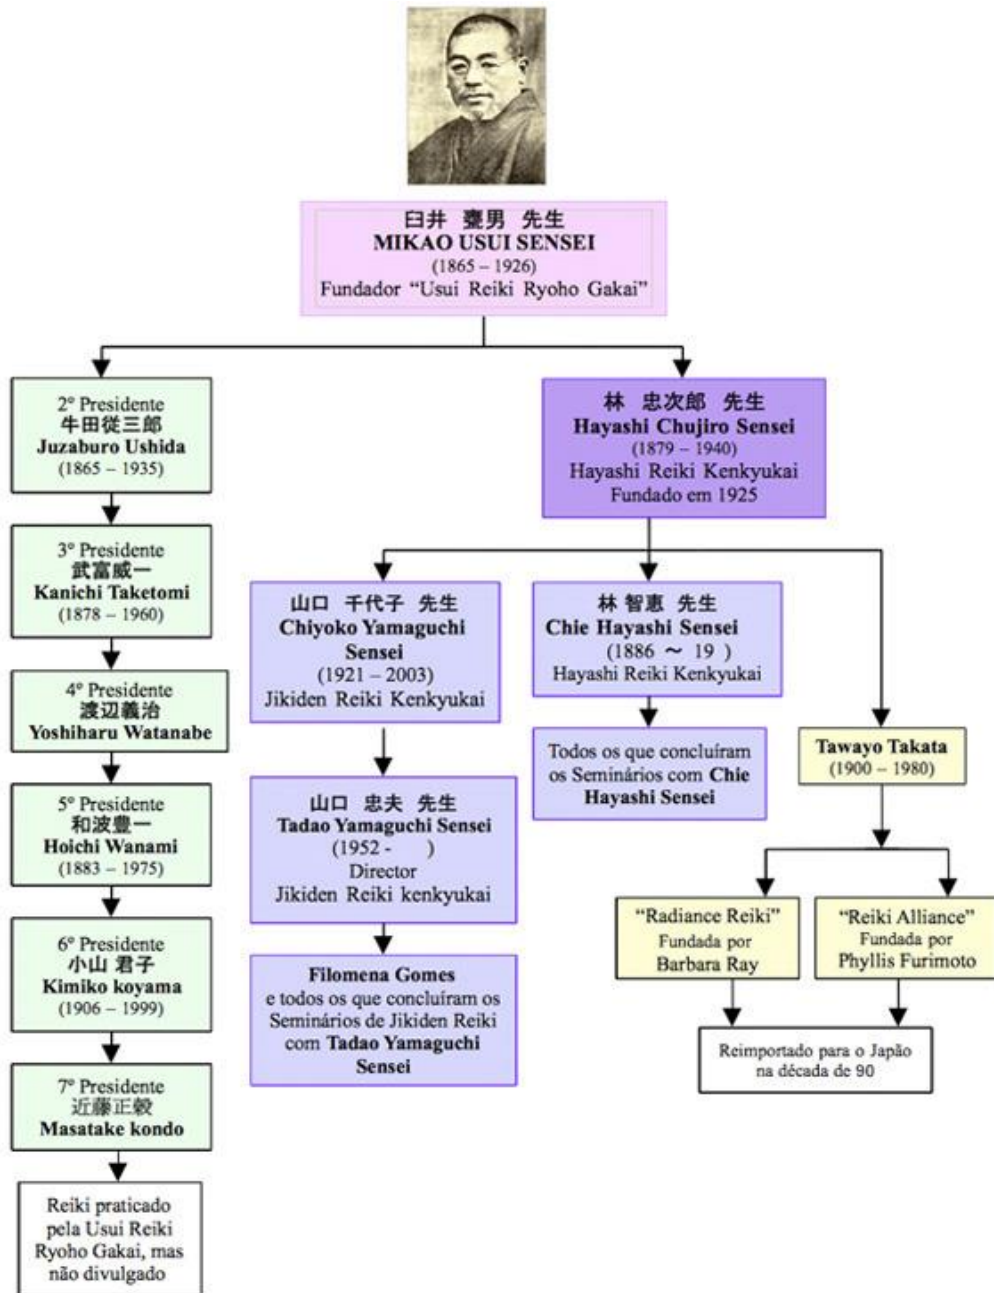 臼井 甕男 先生
MIKAO USUI SENSEI
(1865 – 1926)
Fundador “Usui Reiki Ryoho Gakai”
2º Presidente
牛田従三郎
Juzaburo Ushida
(1865 – 1935)
3º Presidente
武富威一
Kanichi Taketomi
(1878 – 1960)
4º Presidente
渡辺義治
Yoshiharu Watanabe
5º Presidente
和波豊一
Hoichi Wanami
(1883 – 1975)
6º Presidente
小山 君子
Kimiko koyama
(1906 – 1999)
7º Presidente
近藤正毅
Masatake kondo
Reiki praticado
pela Usui Reiki
Ryoho Gakai, mas
não divulgado
林 忠次郎 先生
Hayashi Chujiro Sensei
(1879 – 1940)
Hayashi Reiki Kenkyukai
Fundado em 1925
山口 千代子 先生
Chiyoko Yamaguchi
Sensei
(1921 – 2003)
Jikiden Reiki Kenkyukai
山口 忠夫 先生
Tadao Yamaguchi Sensei
(1952 - )
Director
Jikiden Reiki kenkyukai
Filomena Gomes
e todos os que concluíram os
Seminários de Jikiden Reiki
com Tadao Yamaguchi
Sensei
林 智恵 先生
Chie Hayashi Sensei
(1886 ～ 19 )
Hayashi Reiki Kenkyukai
Todos os que concluíram
os Seminários com Chie
Hayashi Sensei
Tawayo Takata
(1900 – 1980)
“Radiance Reiki”
Fundada por
Barbara Ray
“Reiki Alliance”
Fundada por
Phyllis Furimoto
Reimportado para o Japão
na década de 90